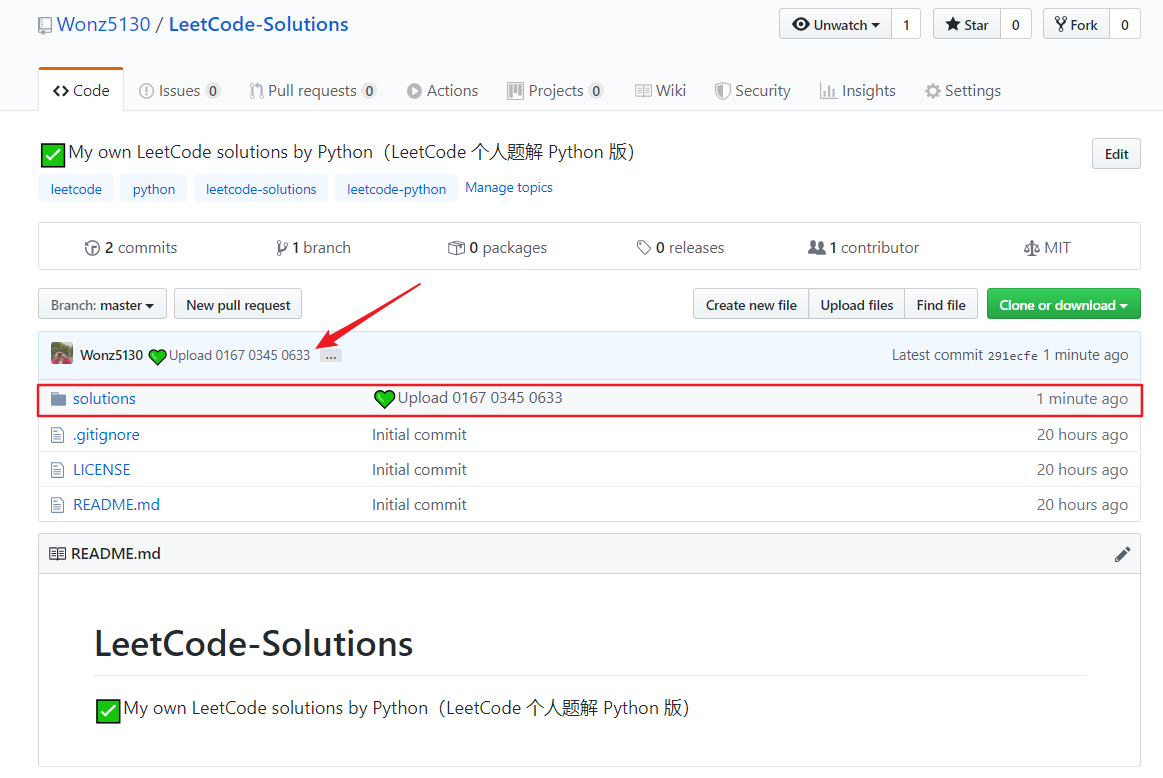 Wonz5130 / LeetCode-Solutions
Unwatch 1 Star 0 Fork 0
Code Issues 0 Pull requests 0 Actions Projects 0 Wiki Security Insights Settings
My own LeetCode solutions by Python（LeetCode 个人题解 Python 版）
Edit
leetcode python leetcode-solutions leetcode-python Manage topics
2 commits 1 branch 0 packages 0 releases 1 contributor MIT
Branch: master New pull request Create new file Upload files Find file Clone or download
Wonz5130 💚Upload 0167 0345 0633 ... Latest commit 291ecfe 1 minute ago
solutions 💚Upload 0167 0345 0633 1 minute ago
.gitignore Initial commit 20 hours ago
LICENSE Initial commit 20 hours ago
README.md Initial commit 20 hours ago
README.md
LeetCode-Solutions
✅My own LeetCode solutions by Python（LeetCode 个人题解 Python 版）